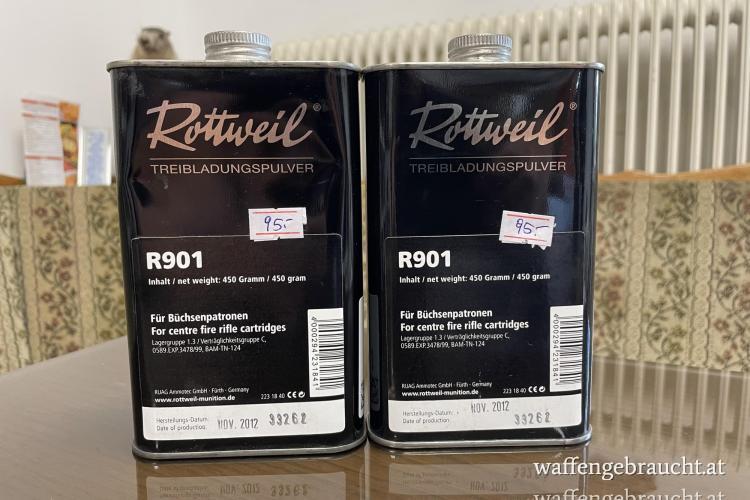 Rottweil®
TREIBLADUNGSPULVER
95.-
R901
Inhalt / net weight: 450 Gramm / 450 gram
Für Büchsenpatronen
For centre fire rifle cartridges
Lagergruppe 1.3 / Verträglichkeitsgruppe C,
0589.EXP.3478/99, BAM-TN-124
4000294231841
RUAG Ammotec GmbH · Fürth · Germany
www.rottweil-munition.de
223 18 40 CE
Herstellungs-Datum:
Date of production:
NOV. 2012
33262
Rottweil®
TREIBLADUNGSPULVER
95.-
R901
Inhalt / net weight: 450 Gramm / 450 gram
Für Büchsenpatronen
For centre fire rifle cartridges
Lagergruppe 1.3 / Verträglichkeitsgruppe C,
0589.EXP.3478/99, BAM-TN-124
4000294231841
RUAG Ammotec GmbH · Fürth · Germany
www.rottweil-munition.de
223 18 40 CE
Herstellungs-Datum:
Date of production:
NOV. 2012
33262
waffengebraucht.at